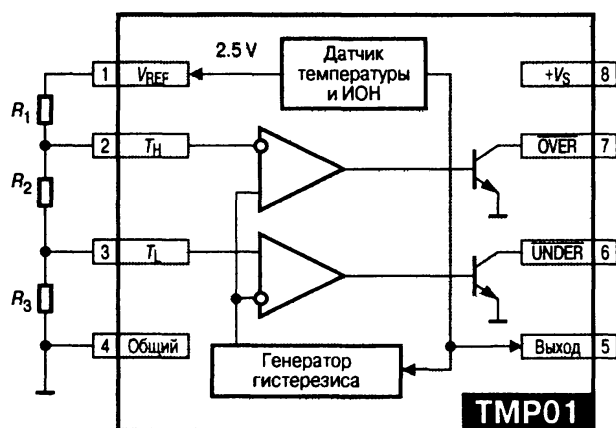 2.5 V
Датчик
температуры
и ИОН
1 VREF
+VS 8
R1
2 TH
OVER 7
R2
3 TL
UNDER 6
R3
4 Общий
Генератор
гистерезиса
Выход 5
TMP01